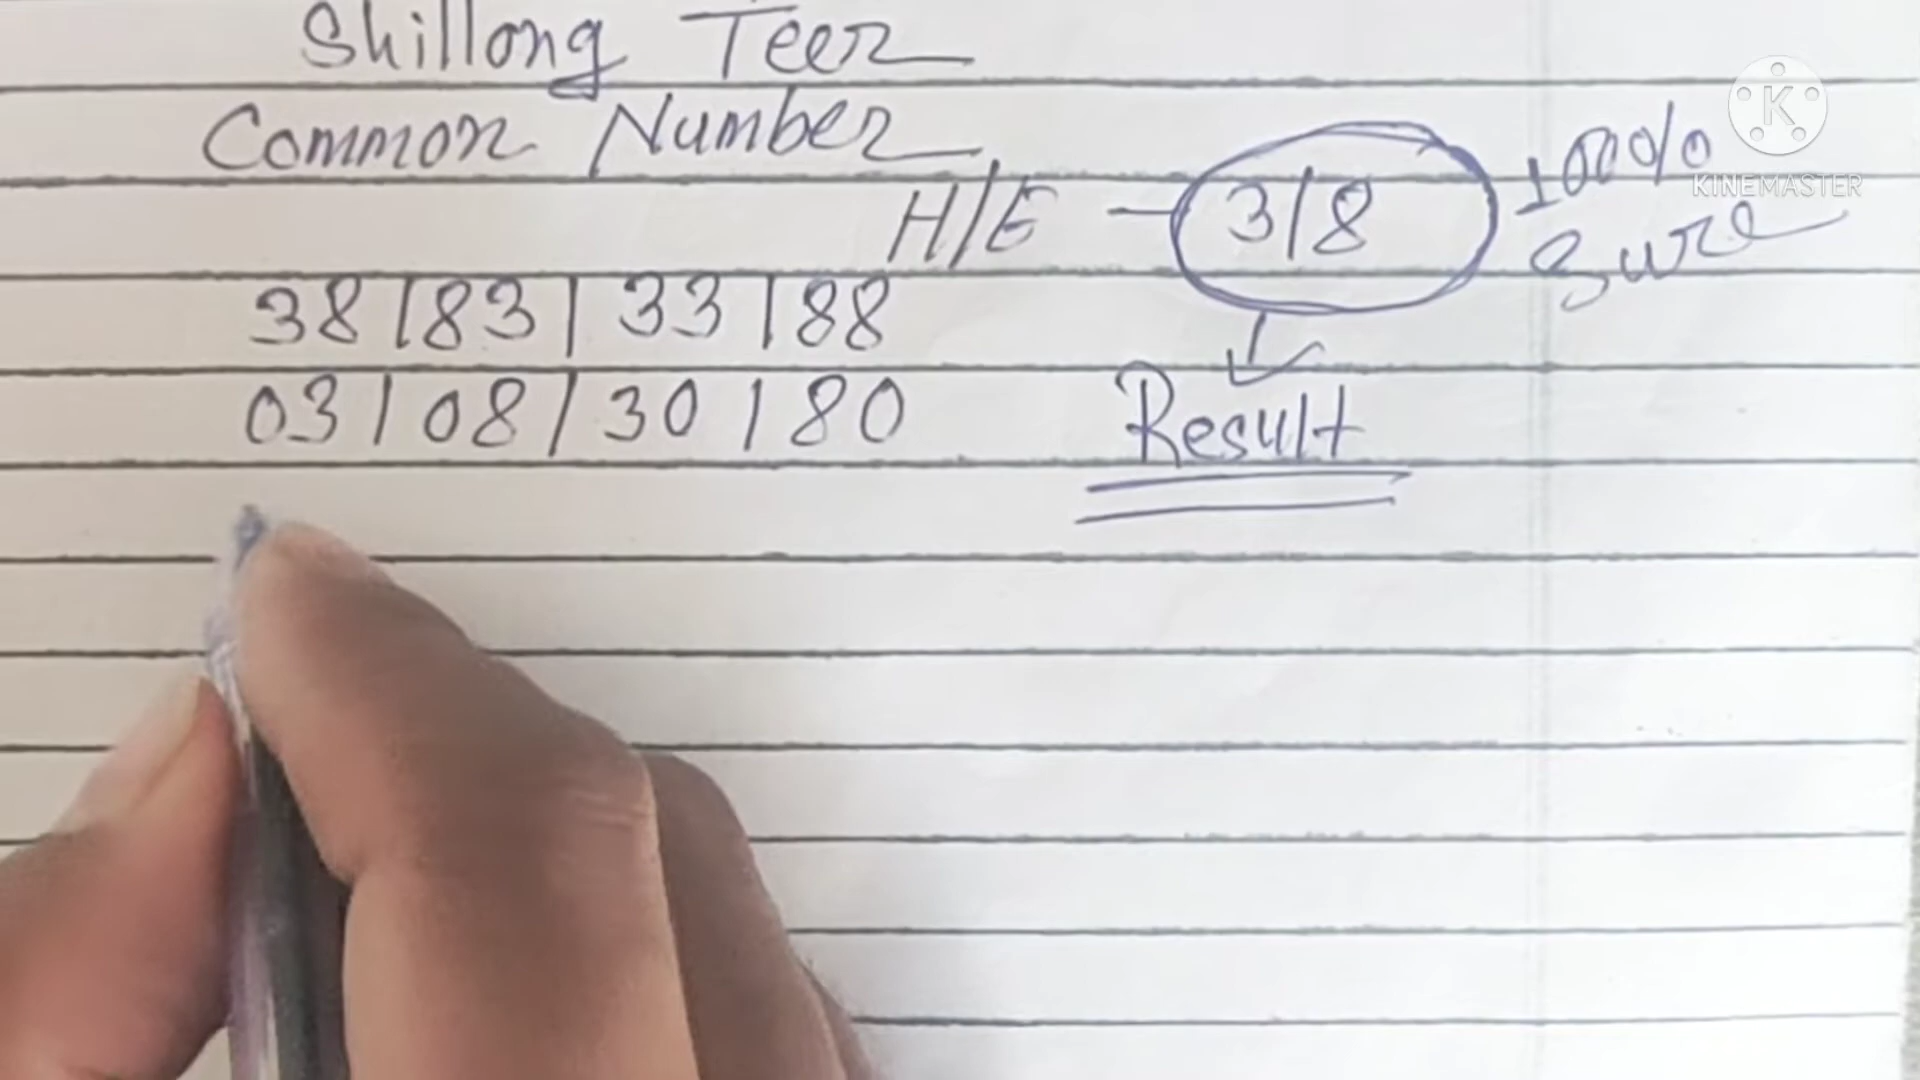 Shillong Teer
Common Number
H/E - 3/8 100% Sure
38/83/33/88
03/08/30/80
Result
K
KINEMASTER